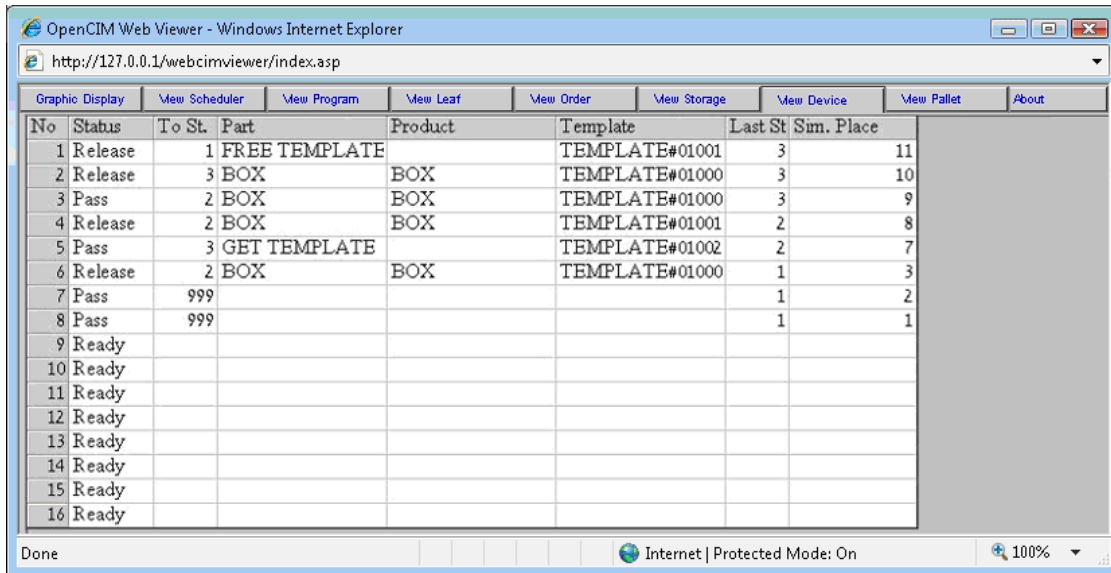 OpenCIM Web Viewer - Windows Internet Explorer
http://127.0.0.1/webcimviewer/index.asp
Graphic Display View Scheduler View Program View Leaf View Order View Storage View Device View Pallet About
No Status To St. Part Product Template Last St Sim. Place
1 Release 1 FREE TEMPLATE TEMPLATE#01001 3 11
2 Release 3 BOX BOX TEMPLATE#01000 3 10
3 Pass 2 BOX BOX TEMPLATE#01000 3 9
4 Release 2 BOX BOX TEMPLATE#01001 2 8
5 Pass 3 GET TEMPLATE TEMPLATE#01002 2 7
6 Release 2 BOX BOX TEMPLATE#01000 1 3
7 Pass 999 1 2
8 Pass 999 1 1
9 Ready
10 Ready
11 Ready
12 Ready
13 Ready
14 Ready
15 Ready
16 Ready
Done Internet | Protected Mode: On 100%